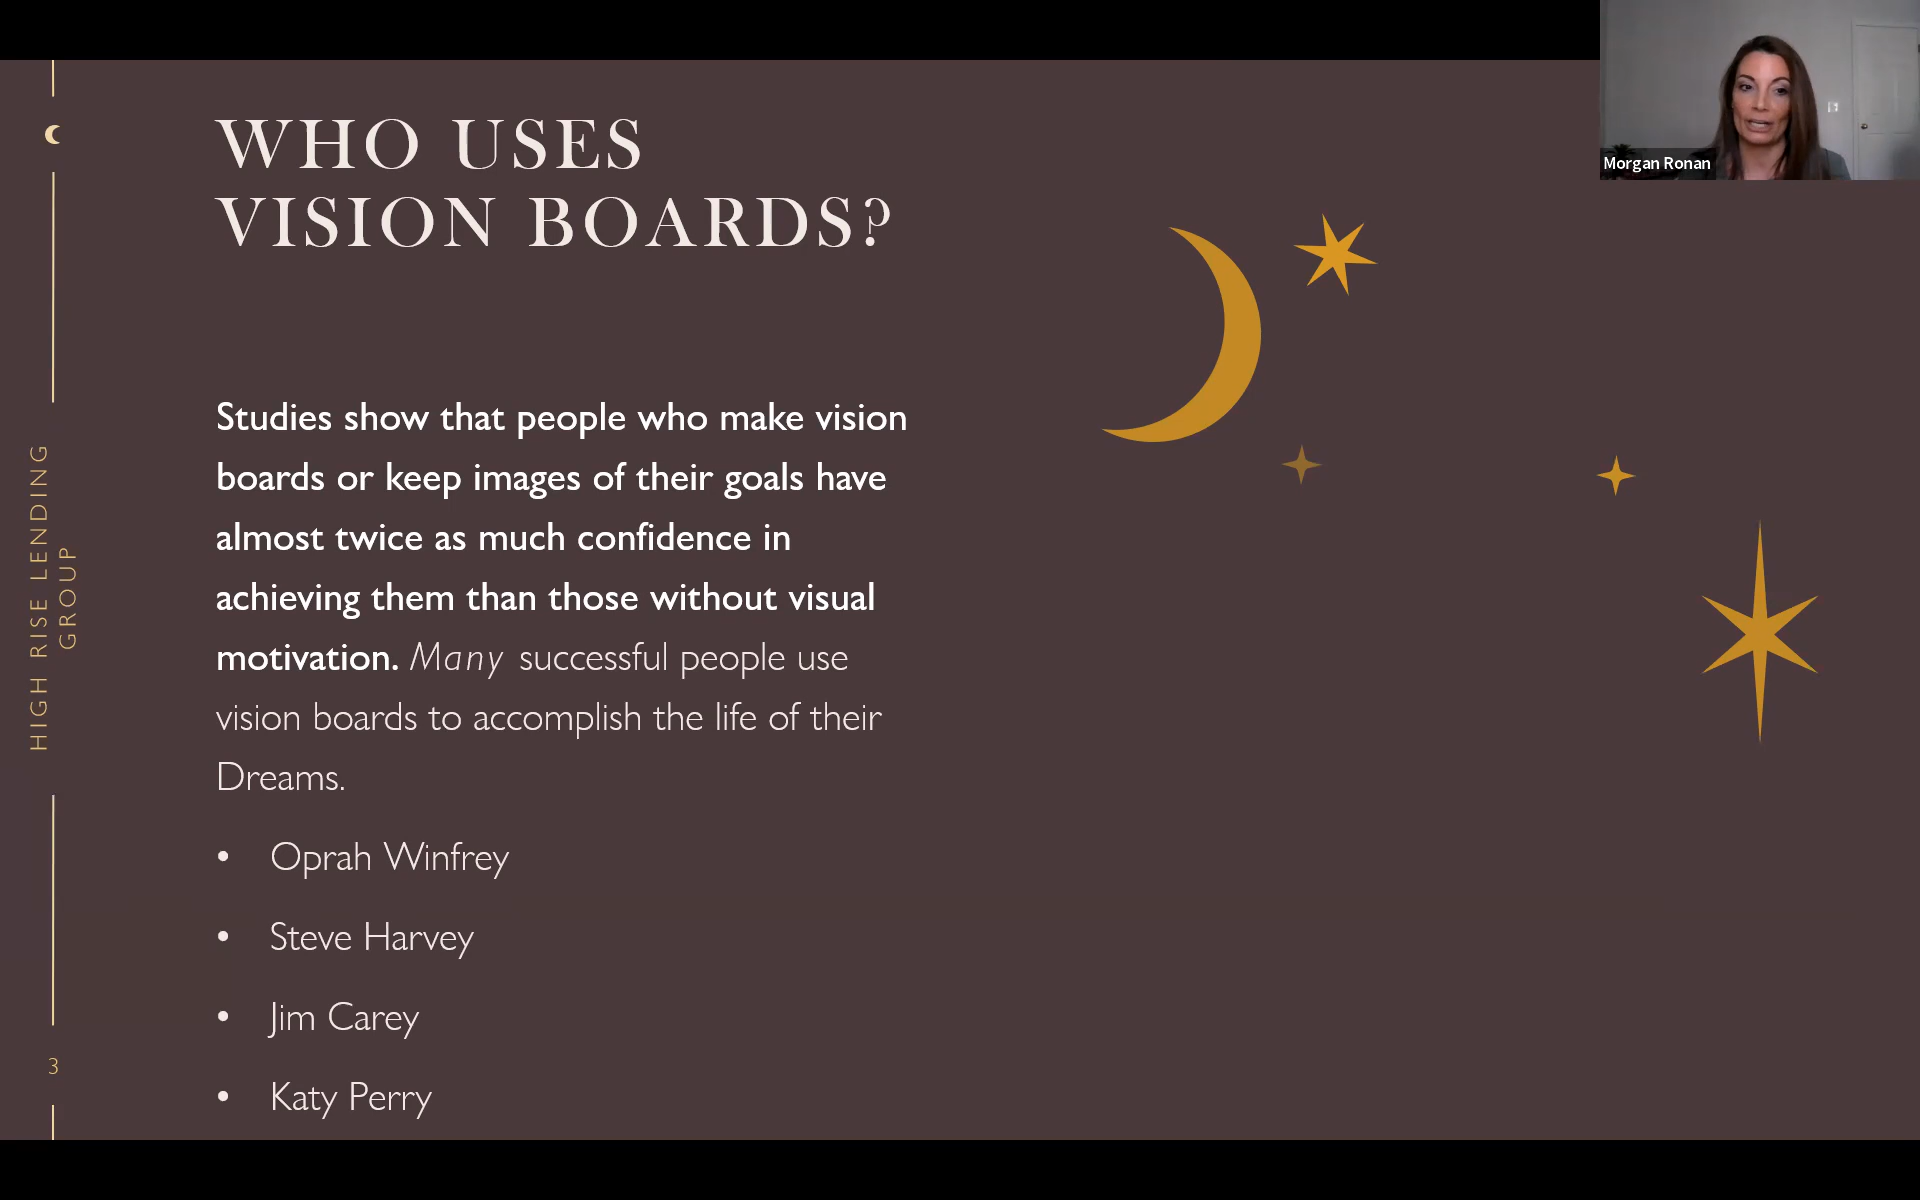 WHO USES
VISION BOARDS?
Studies show that people who make vision
boards or keep images of their goals have
almost twice as much confidence in
achieving them than those without visual
motivation. Many successful people use
vision boards to accomplish the life of their
Dreams.
• Oprah Winfrey
• Steve Harvey
• Jim Carey
• Katy Perry
HIGH RISE LENDING
GROUP
3
Morgan Ronan